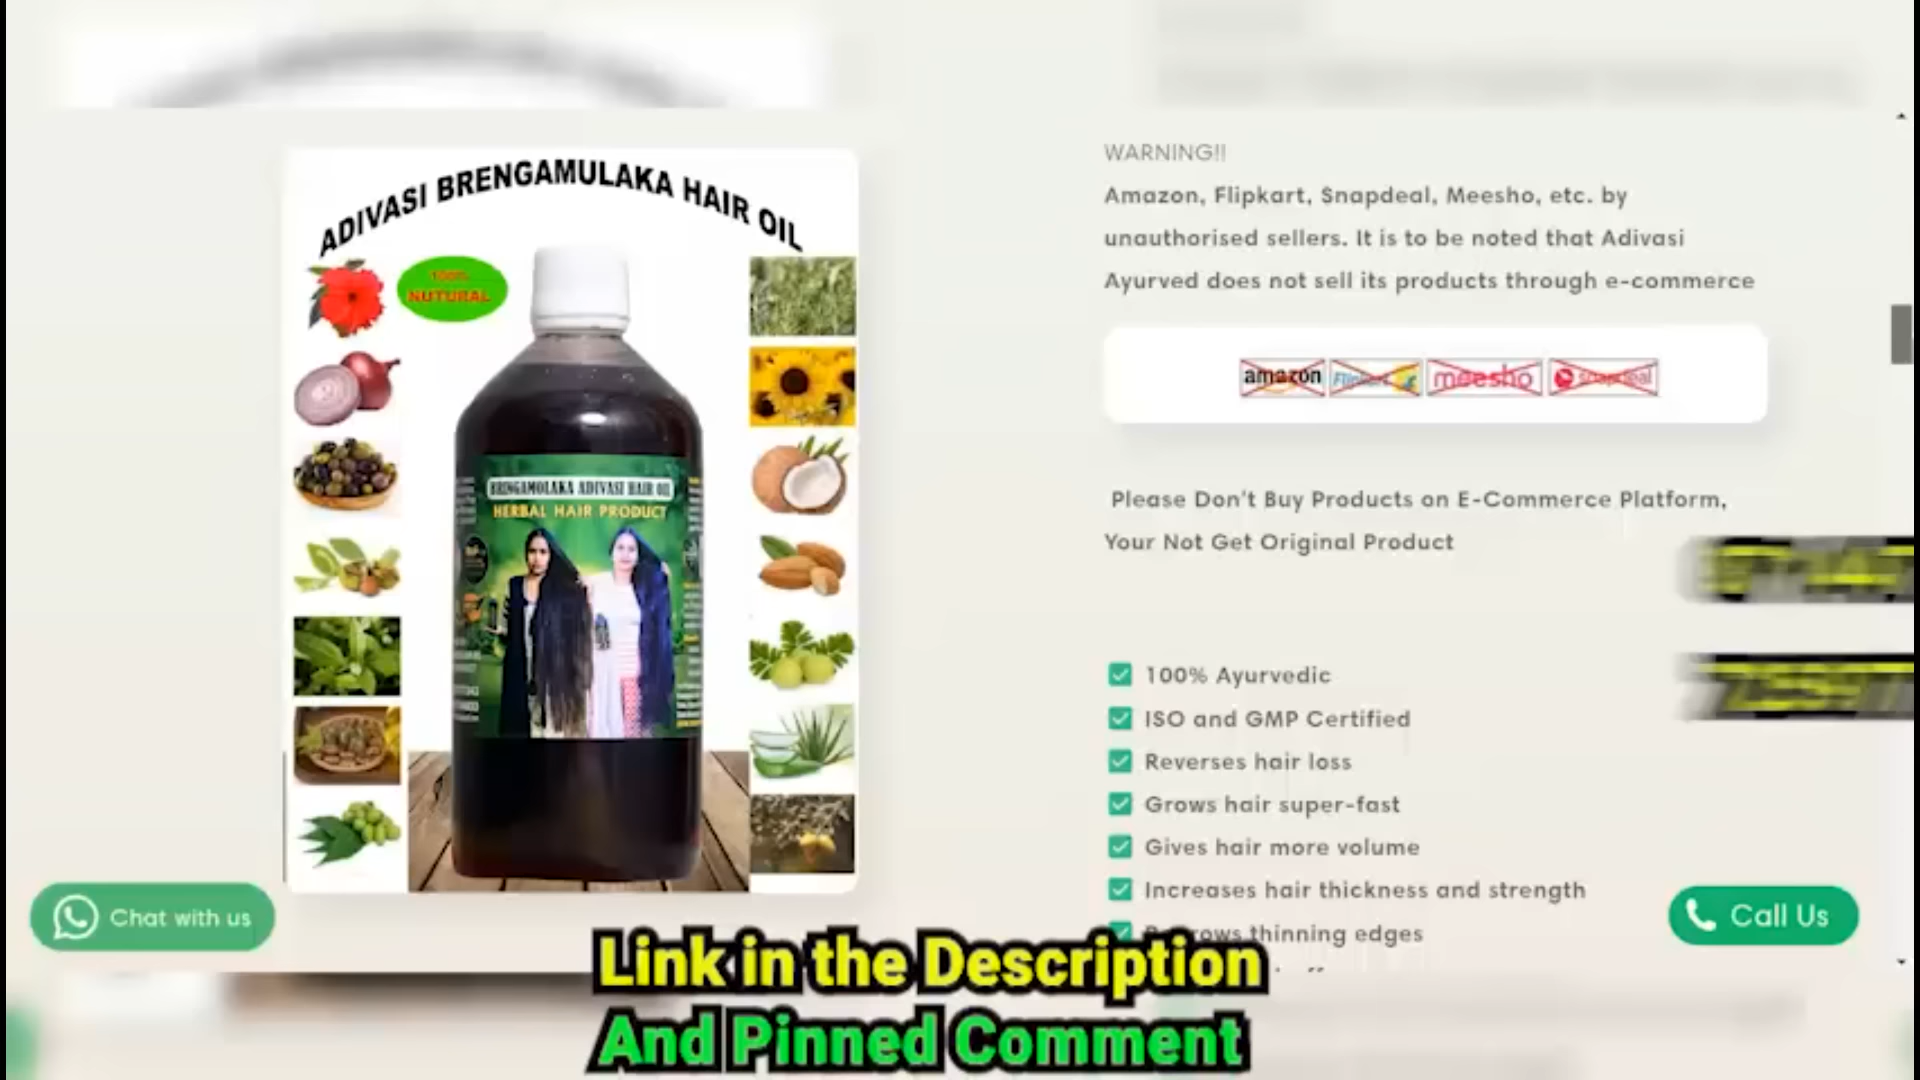 ADIVASI BRENGAMULAKA HAIR OIL
100%
NUTURAL
BRINGAMOLAKA ADIVASI HAIR OIL
HERBAL HAIR PRODUCT
WARNING!!
Amazon, Flipkart, Snapdeal, Meesho, etc. by
unauthorised sellers. It is to be noted that Adivasi
Ayurved does not sell its products through e-commerce
amazon Flipkart meesho snapdeal
Please Don't Buy Products on E-Commerce Platform,
Your Not Get Original Product
100% Ayurvedic
ISO and GMP Certified
Reverses hair loss
Grows hair super-fast
Gives hair more volume
Increases hair thickness and strength
thinning edges
Chat with us
Call Us
Link in the Description
And Pinned Comment